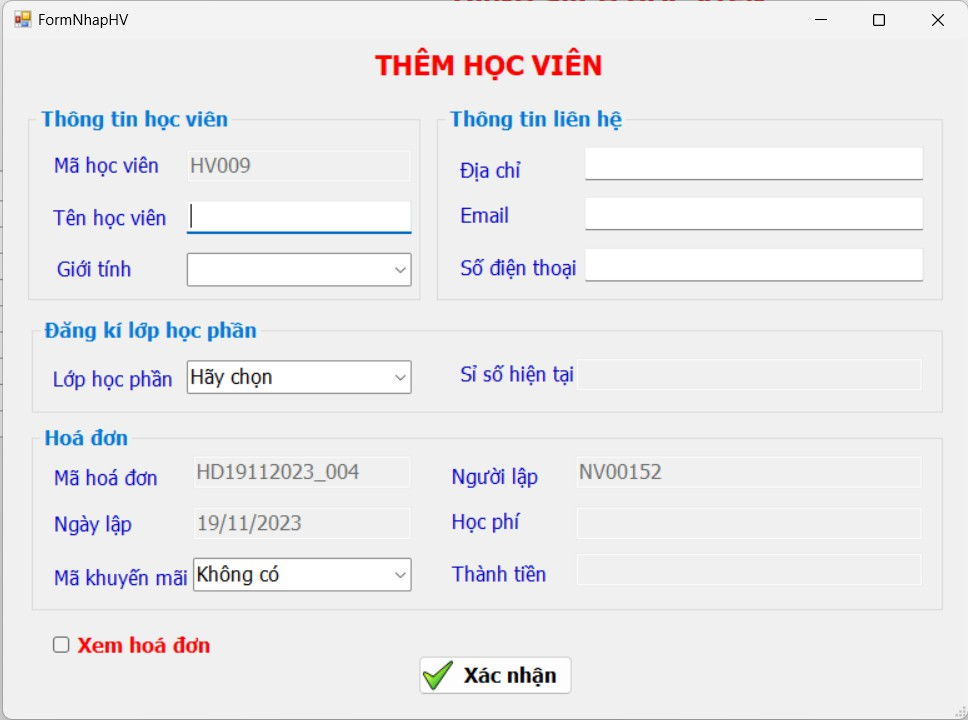 FormNhapHV
THÊM HỌC VIÊN
Thông tin học viên
Mã học viên HV009
Tên học viên
Giới tính
Thông tin liên hệ
Địa chỉ
Email
Số điện thoại
Đăng kí lớp học phần
Lớp học phần Hãy chọn
Sỉ số hiện tại
Hoá đơn
Mã hoá đơn HD19112023_004
Người lập NV00152
Ngày lập 19/11/2023
Học phí
Mã khuyến mãi Không có
Thành tiền
Xem hoá đơn
Xác nhận